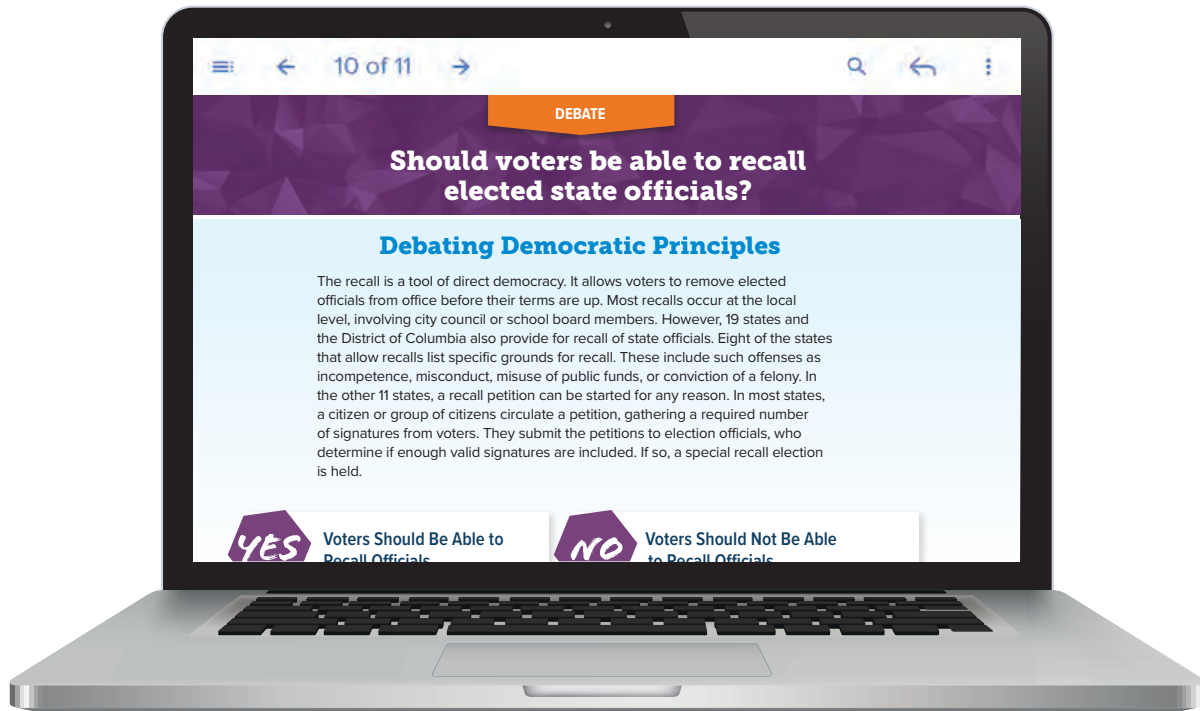 10 of 11
DEBATE
Should voters be able to recall
elected state officials?
Debating Democratic Principles
The recall is a tool of direct democracy. It allows voters to remove elected
officials from office before their terms are up. Most recalls occur at the local
level, involving city council or school board members. However, 19 states and
the District of Columbia also provide for recall of state officials. Eight of the states
that allow recalls list specific grounds for recall. These include such offenses as
incompetence, misconduct, misuse of public funds, or conviction of a felony. In
the other 11 states, a recall petition can be started for any reason. In most states,
a citizen or group of citizens circulate a petition, gathering a required number
of signatures from voters. They submit the petitions to election officials, who
determine if enough valid signatures are included. If so, a special recall election
is held.
YES
Voters Should Be Able to
Recall Officials
NO
Voters Should Not Be Able
to Recall Officials